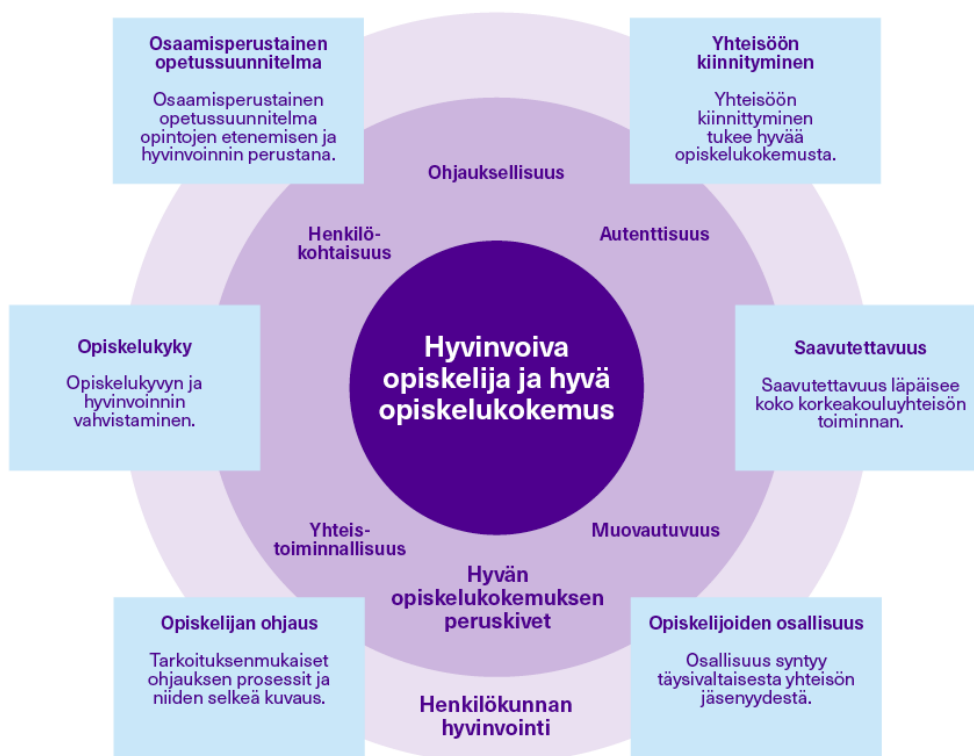 Osaamisperustainen
opetussuunnitelma
Osaamisperustainen
opetussuunnitelma
opintojen etenemisen ja
hyvinvoinnin perustana.
Yhteisöön
kiinnityminen
Yhteisöön
kiinnittyminen
tukee hyvää
opiskelukokemusta.
Ohjauksellisuus
Henkilö-
kohtaisuus
Autenttisuus
Opiskelukyky
Opiskelukyvyn ja
hyvinvoinnin
vahvistaminen.
Hyvinvoiva
opiskelija ja hyvä
opiskelukokemus
Saavutettavuus
Saavutettavuus läpäisee
koko korkeakouluyhteisön
toiminnan.
Yhteis-
toiminnallisuus
Muovautuvuus
Hyvän
opiskelukokemuksen
peruskivet
Opiskelijan ohjaus
Tarkoituksenmukaiset
ohjauksen prosessit ja
niiden selkeä kuvaus.
Henkilökunnan
hyvinvointi
Opiskelijoiden osallisuus
Osallisuus syntyy
täysivaltaisesta yhteisön
jäsenyydestä.